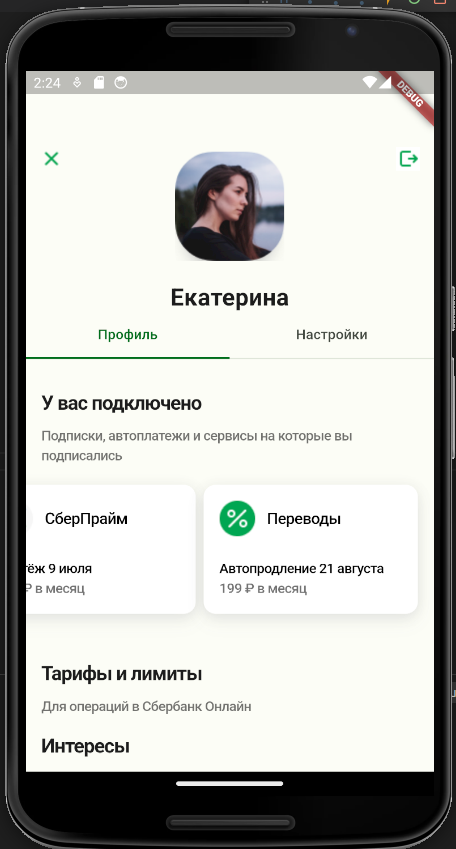 2:24
DEBUG
Екатерина
Профиль
Настройки
У вас подключено
Подписки, автоплатежи и сервисы на которые вы
подписались
СберПрайм
Переводы
тёж 9 июля
Автопродление 21 августа
₽ в месяц
199 ₽ в месяц
Тарифы и лимиты
Для операций в Сбербанк Онлайн
Интересы